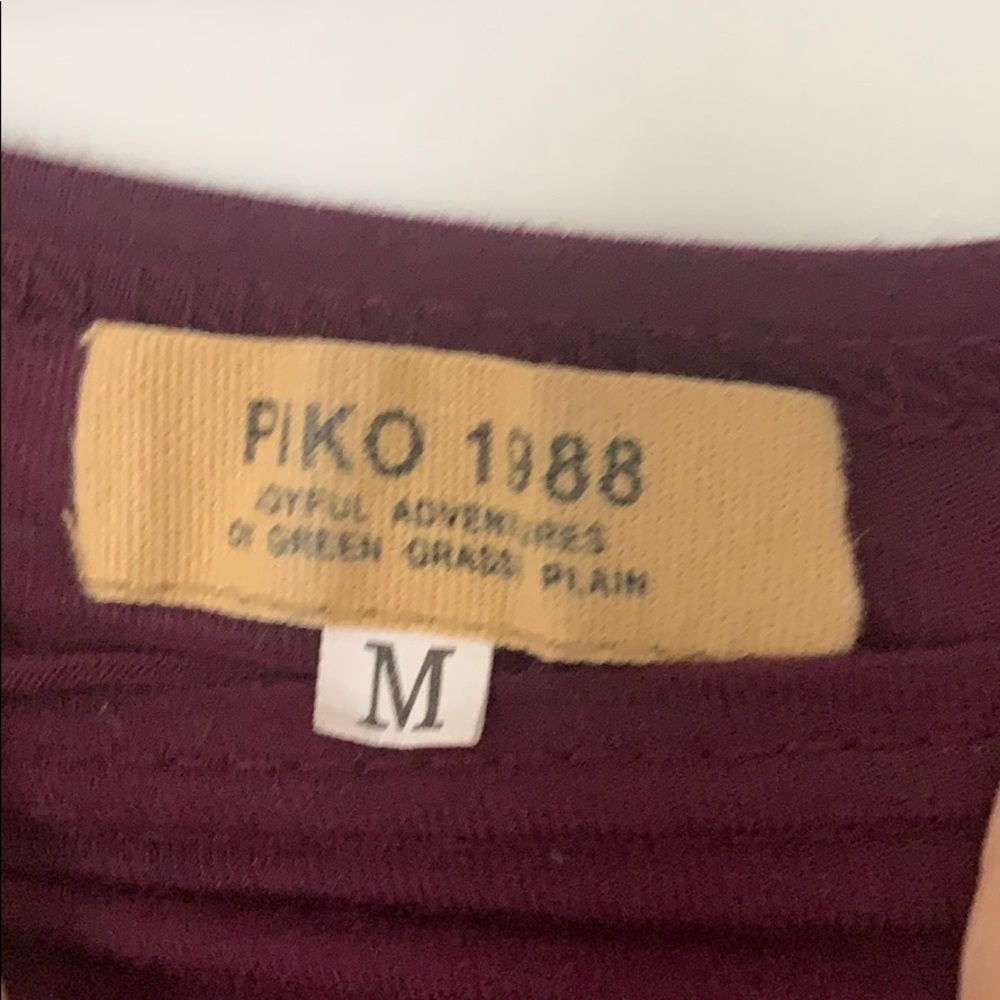 PIKO 1988
JOYFUL ADVENTURES
OF GREEN GRASS PLAIN
M